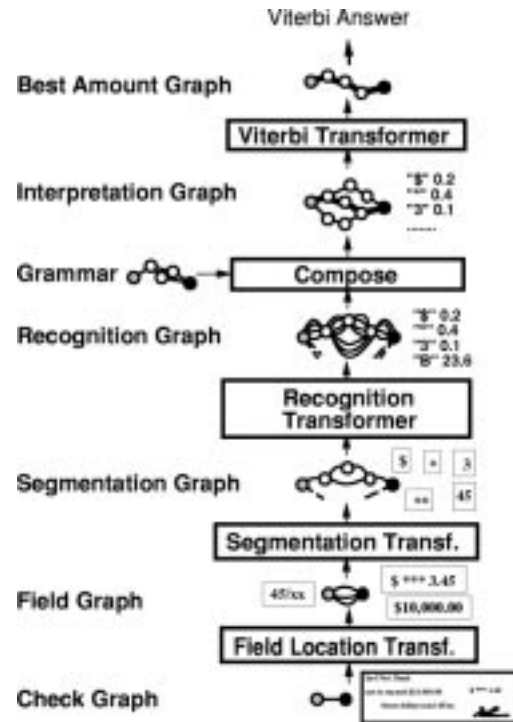 Viterbi Answer
Best Amount Graph
Viterbi Transformer
Interpretation Graph
"$" 0.2
"*" 0.4
"3" 0.1
......
Grammar
Compose
Recognition Graph
"$" 0.2
"*" 0.4
"3" 0.1
"B" 23.6
Recognition
Transformer
Segmentation Graph
$ * 3
** 45
Segmentation Transf.
Field Graph
45/xx
$ *** 3.45
$10,000.00
Field Location Transf.
Check Graph